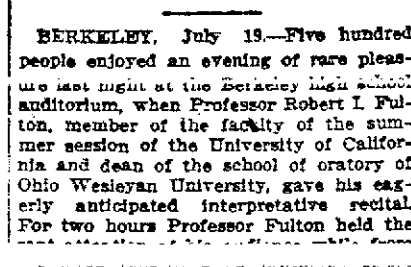 BERKELEY, July 19.—Five hundred
people enjoyed an evening of rare pleas-
ure last night at the Berkeley high school
auditorium, when Professor Robert I. Ful-
ton, member of the faculty of the sum-
mer session of the University of Califor-
nia and dean of the school of oratory of
Ohio Wesleyan University, gave his eag-
erly anticipated interpretative recital.
For two hours Professor Fulton held the